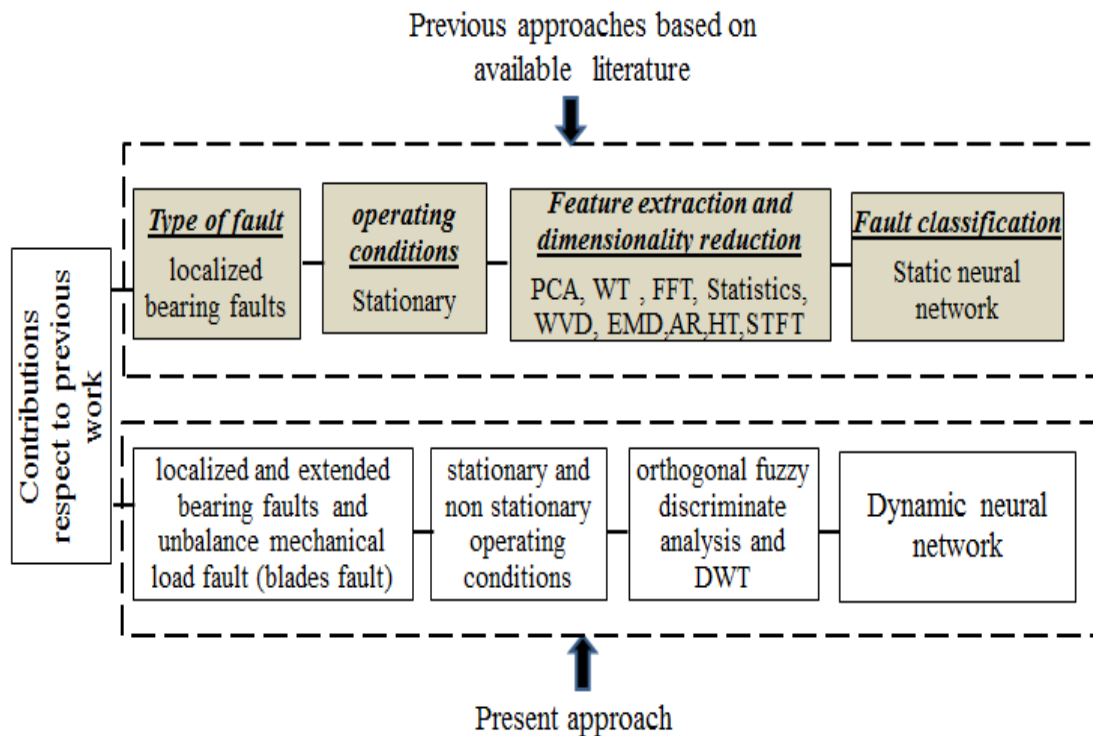 Previous approaches based on
available literature
Contributions
respect to previous
work
Type of fault
localized
bearing faults
operating
conditions
Stationary
Feature extraction and
dimensionality reduction
PCA, WT , FFT, Statistics,
WVD, EMD,AR,HT,STFT
Fault classification
Static neural
network
localized and extended
bearing faults and
unbalance mechanical
load fault (blades fault)
stationary and
non stationary
operating
conditions
orthogonal fuzzy
discriminate
analysis and
DWT
Dynamic neural
network
Present approach